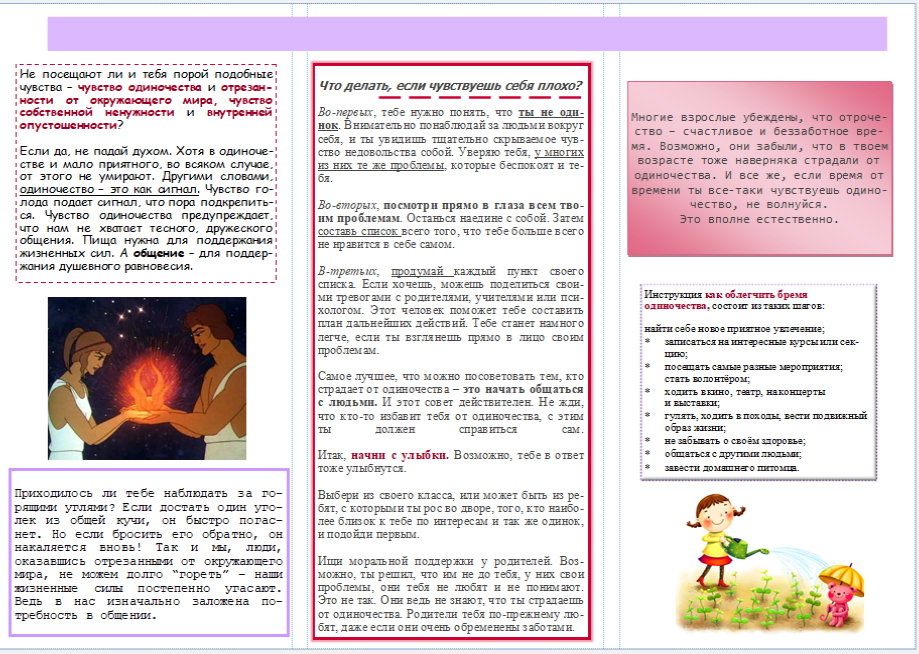 Не посещают ли и тебя порой подобные
чувства – чувство одиночества и отрезан-
ности от окружающего мира, чувство
собственной ненужности и внутренней
опустошенности?
Если да, не падай духом. Хотя в одиноче-
стве и мало приятного, во всяком случае,
от этого не умирают. Другими словами,
одиночество – это как сигнал. Чувство го-
лода подает сигнал, что пора подкрепить-
ся. Чувство одиночества предупреждает,
что нам не хватает тесного, дружеского
общения. Пища нужна для поддержания
жизненных сил. А общение – для поддер-
жания душевного равновесия.
Приходилось ли тебе наблюдать за го-
рящими углями? Если достать один уго-
лек из общей кучи, он быстро погас-
нет. Но если бросить его обратно, он
накаляется вновь! Так и мы, люди,
оказавшись отрезанными от окружающего
мира, не можем долго “гореть” – наши
жизненные силы постепенно угасают.
Ведь в нас изначально заложена по-
требность в общении.
Что делать, если чувствуешь себя плохо?
Во-первых, тебе нужно понять, что ты не оди-
нок. Внимательно понаблюдай за людьми вокруг
себя, и ты увидишь тщательно скрываемое чув-
ство недовольства собой. Уверяю тебя, у многих
из них те же проблемы, которые беспокоят и те-
бя.
Во-вторых, посмотри прямо в глаза всем тво-
им проблемам. Останься наедине с собой. Затем
составь список всего того, что тебе больше всего
не нравится в себе самом.
В-третьих, продумай каждый пункт своего
списка. Если хочешь, можешь поделиться свои-
ми тревогами с родителями, учителями или пси-
хологом. Этот человек поможет тебе составить
план дальнейших действий. Тебе станет намного
легче, если ты взглянешь прямо в лицо своим
проблемам.
Самое лучшее, что можно посоветовать тем, кто
страдает от одиночества – это начать общаться
с людьми. И этот совет действителен. Не жди,
что кто-то избавит тебя от одиночества, с этим
ты должен справиться сам.
Итак, начни с улыбки. Возможно, тебе в ответ
тоже улыбнутся.
Выбери из своего класса, или может быть из ре-
бят, с которыми ты рос во дворе, того, кто наибо-
лее близок к тебе по интересам и так же одинок,
и подойди первым.
Ищи моральной поддержки у родителей. Воз-
можно, ты решил, что им не до тебя, у них свои
проблемы, они тебя не любят и не понимают.
Это не так. Они ведь не знают, что ты страдаешь
от одиночества. Родители тебя по-прежнему лю-
бят, даже если они очень обременены заботами.
Многие взрослые убеждены, что отроче-
ство – счастливое и беззаботное вре-
мя. Возможно, они забыли, что в твоем
возрасте тоже наверняка страдали от
одиночества. И все же, если время от
времени ты все-таки чувствуешь одино-
чество, не волнуйся.
Это вполне естественно.
Инструкция как облегчить бремя
одиночества, состоит из таких шагов:
найти себе новое приятное увлечение;
* записаться на интересные курсы или сек-
цию;
* посещать самые разные мероприятия;
стать волонтёром;
* ходить в кино, театр, на концерты
и выставки;
* гулять, ходить в походы, вести подвижный
образ жизни;
* не забывать о своём здоровье;
* общаться с другими людьми;
* завести домашнего питомца.